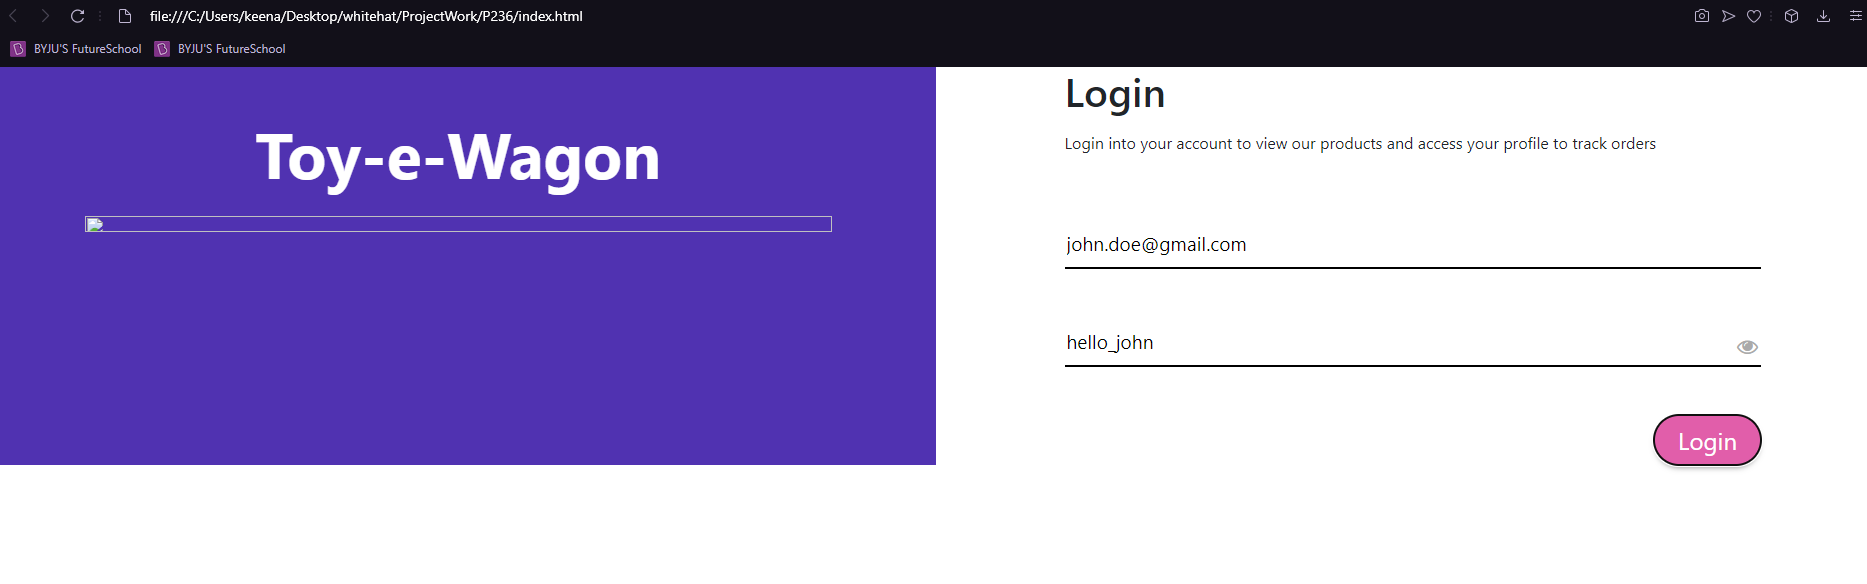 file:///C:/Users/keena/Desktop/whitehat/ProjectWork/P236/index.html
BYJU'S FutureSchool BYJU'S FutureSchool
Toy-e-Wagon
Login
Login into your account to view our products and access your profile to track orders
john.doe@gmail.com
hello_john
Login